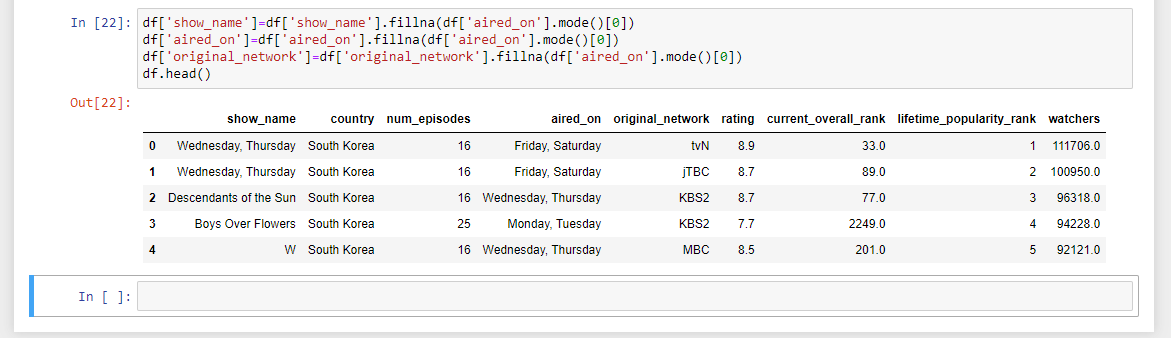 In [22]: df['show_name']=df['show_name'].fillna(df['aired_on'].mode()[0])
df['aired_on']=df['aired_on'].fillna(df['aired_on'].mode()[0])
df['original_network']=df['original_network'].fillna(df['aired_on'].mode()[0])
df.head()
Out[22]:
show_name country num_episodes aired_on original_network rating current_overall_rank lifetime_popularity_rank watchers
0 Wednesday, Thursday South Korea 16 Friday, Saturday tvN 8.9 33.0 1 111706.0
1 Wednesday, Thursday South Korea 16 Friday, Saturday jTBC 8.7 89.0 2 100950.0
2 Descendants of the Sun South Korea 16 Wednesday, Thursday KBS2 8.7 77.0 3 96318.0
3 Boys Over Flowers South Korea 25 Monday, Tuesday KBS2 7.7 2249.0 4 94228.0
4 W South Korea 16 Wednesday, Thursday MBC 8.5 201.0 5 92121.0
In [ ]: